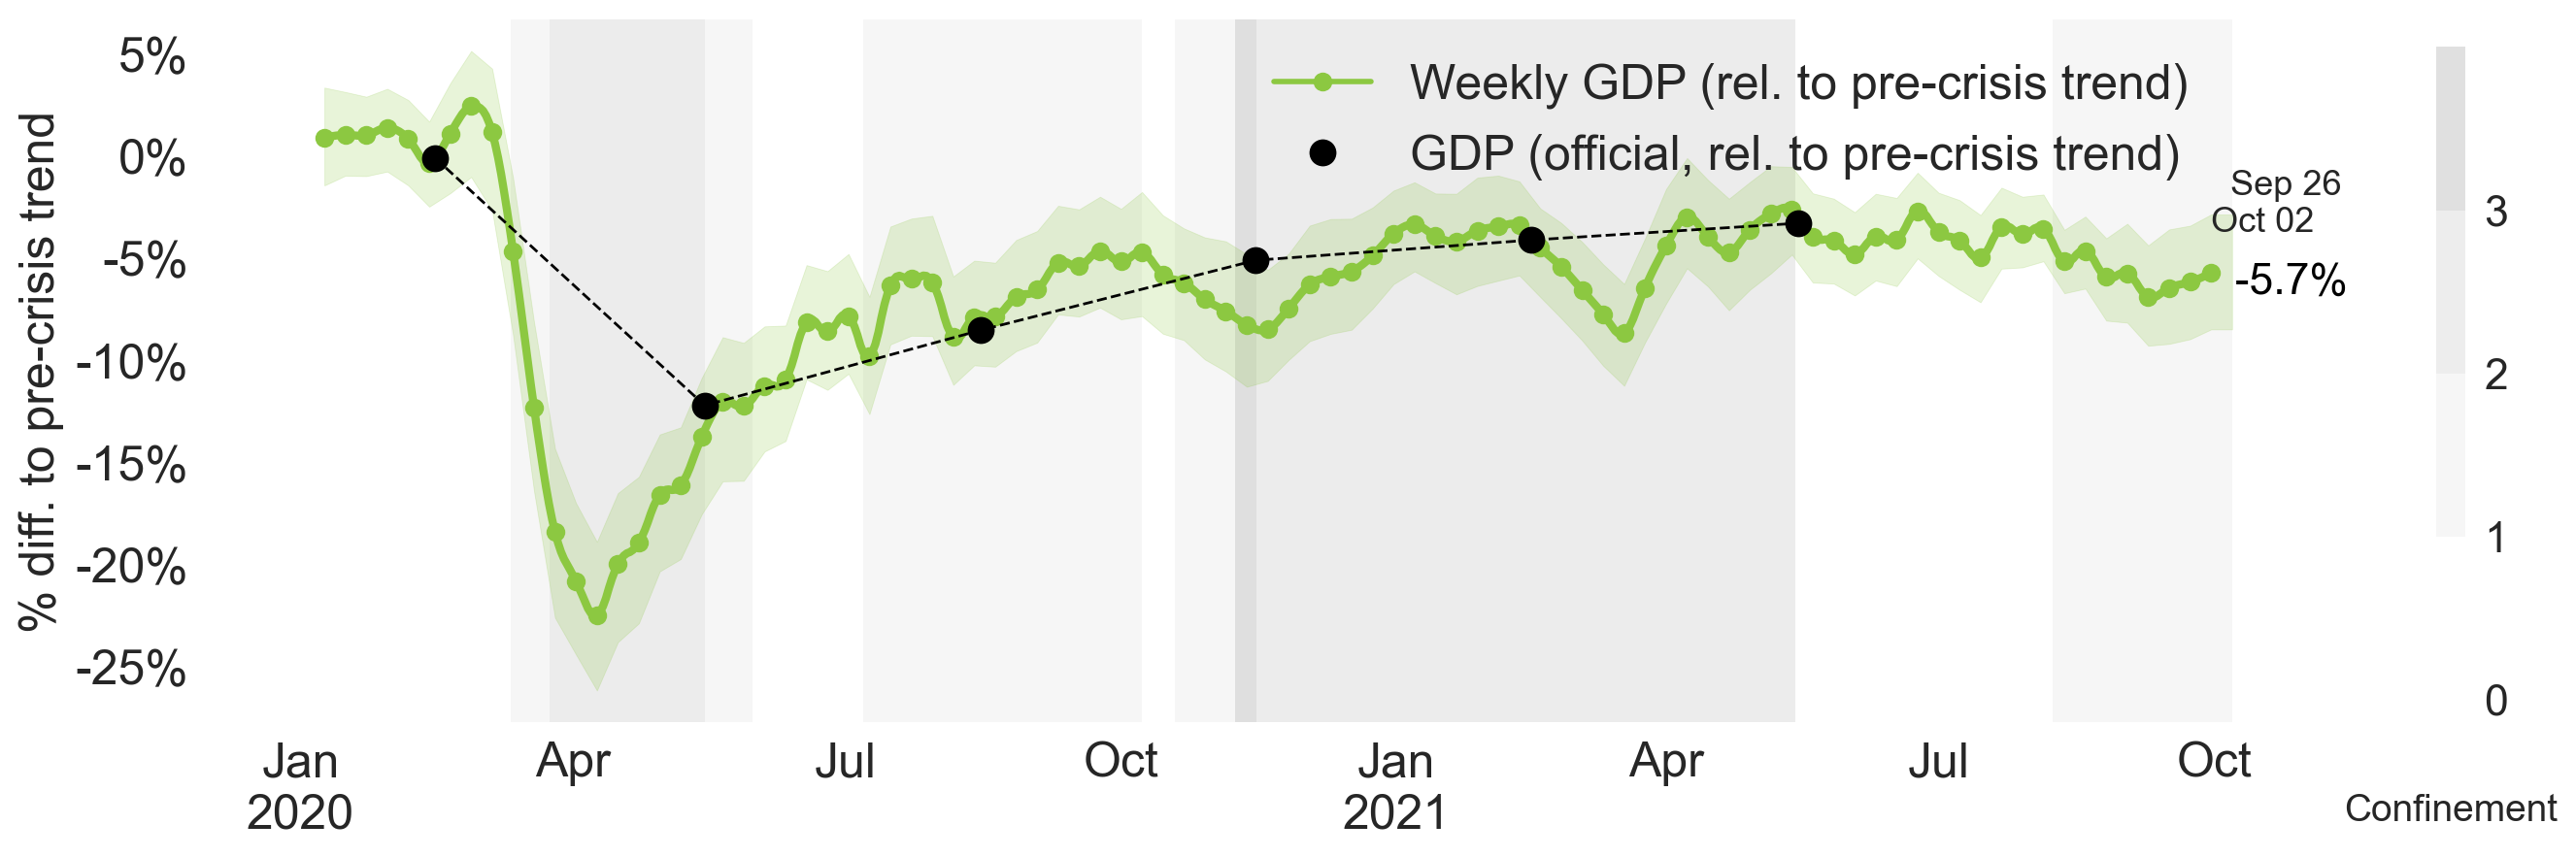 % diff. to pre-crisis trend
5%
0%
-5%
-10%
-15%
-20%
-25%
Weekly GDP (rel. to pre-crisis trend)
GDP (official, rel. to pre-crisis trend)
Sep 26
Oct 02
-5.7%
3
2
1
0
Jan Apr Jul Oct Jan Apr Jul Oct
2020 2021
Confinement